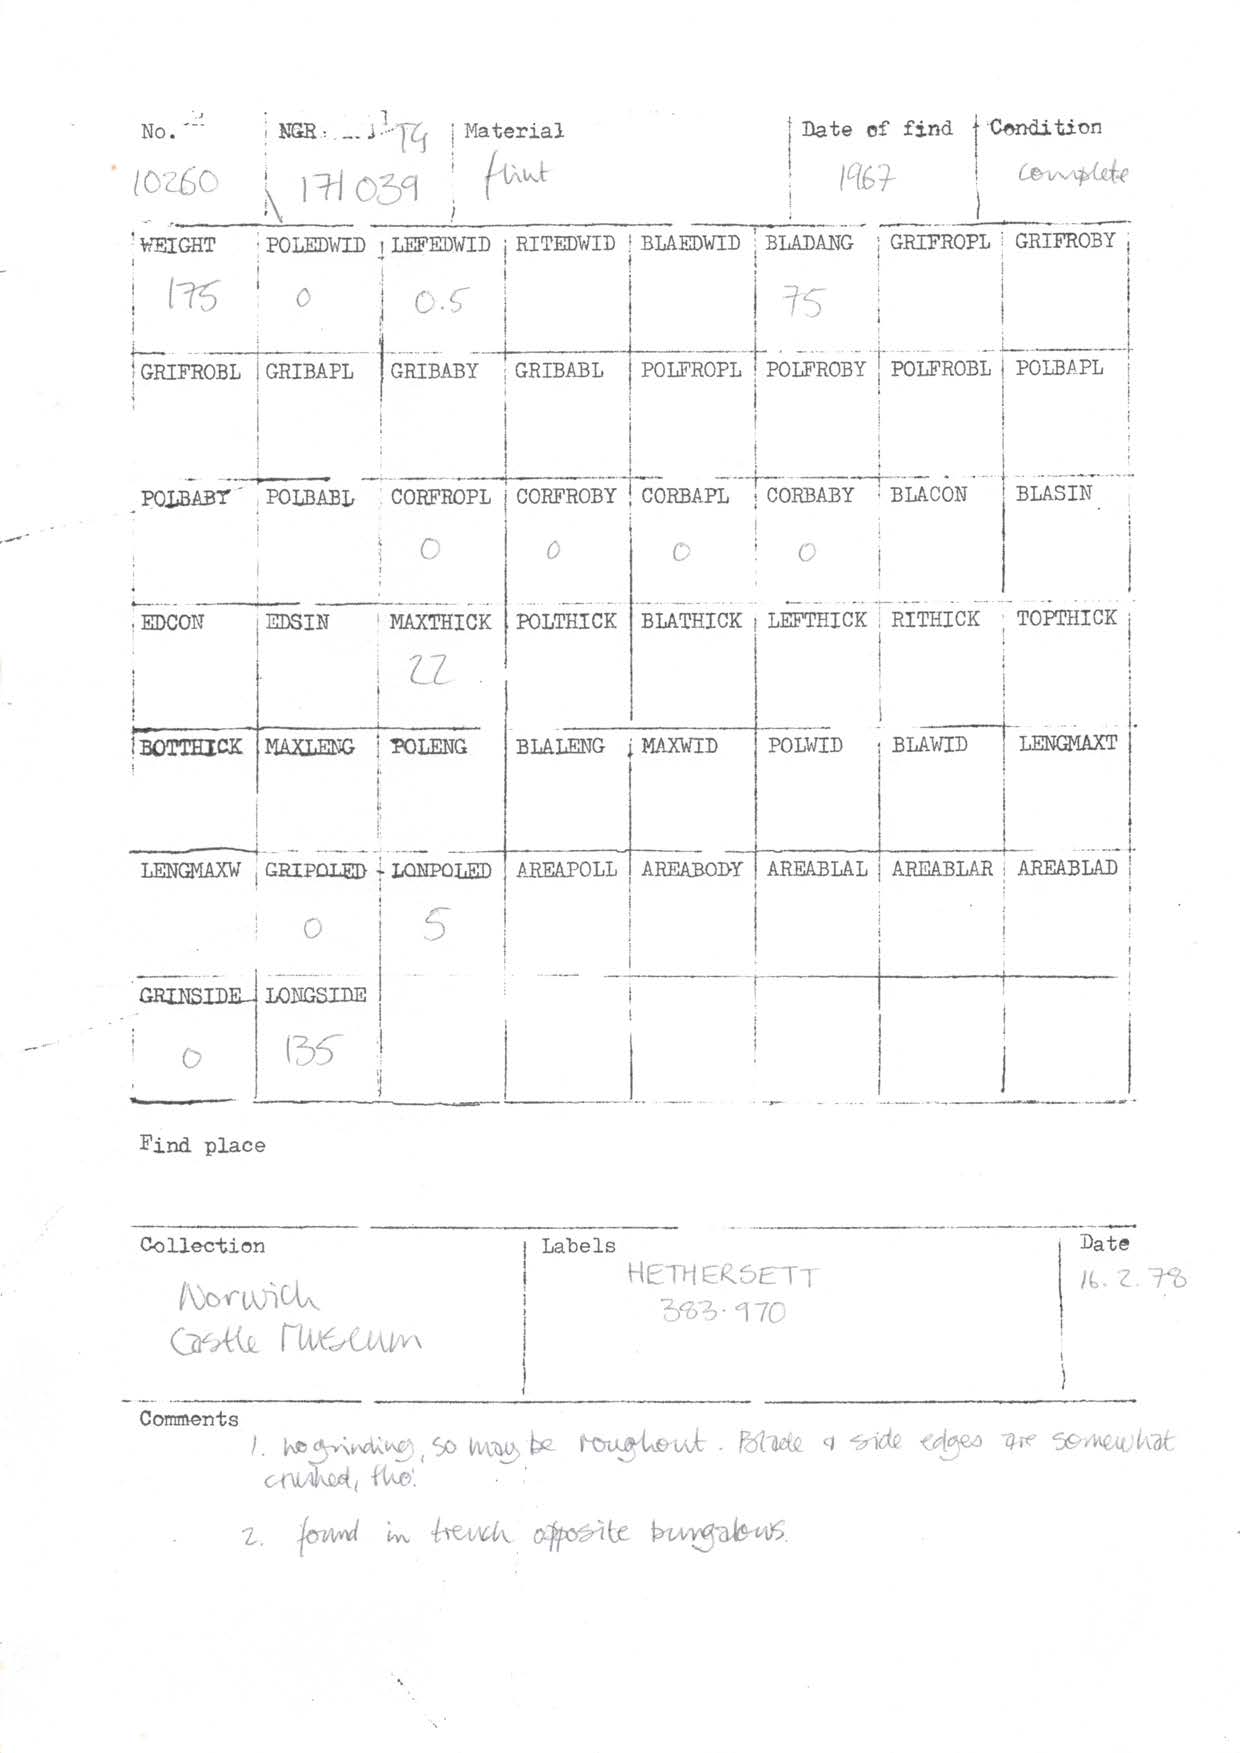 No. NGR: TG Material Date of find Condition
10260 171039 flint 1967 complete
WEIGHT POLEDWID LEFEDWID RITEDWID BLAEDWID BLADANG GRIFROPL GRIFROBY
175 0 0.5 75
GRIFROBL GRIBAPL GRIBABY GRIBABL POLFROPL POLFROBY POLFROBL POLBAPL
POLBABY POLBABL CORFROPL CORFROBY CORBAPL CORBABY BLACON BLASIN
0 0 0 0
EDCON EDSIN MAXTHICK POLTHICK BLATHICK LEFTHICK RITHICK TOPTHICK
22
BOTTHICK MAXLENG POLENG BLALENG MAXWID POLWID BLAWID LENGMAXT
LENGMAXW GRIPOLED LONPOLED AREAPOLL AREABODY AREABLAL AREABLAR AREABLAD
0 5
GRINSIDE LONGSIDE
0 135
Find place
Collection Labels Date
HETHERSETT 16.2.78
Norwich 383.970
Castle Museum
Comments
1. no grinding, so may be roughout. Blade & side edges are somewhat
crushed, tho'.
2. found in trench opposite bungalows.